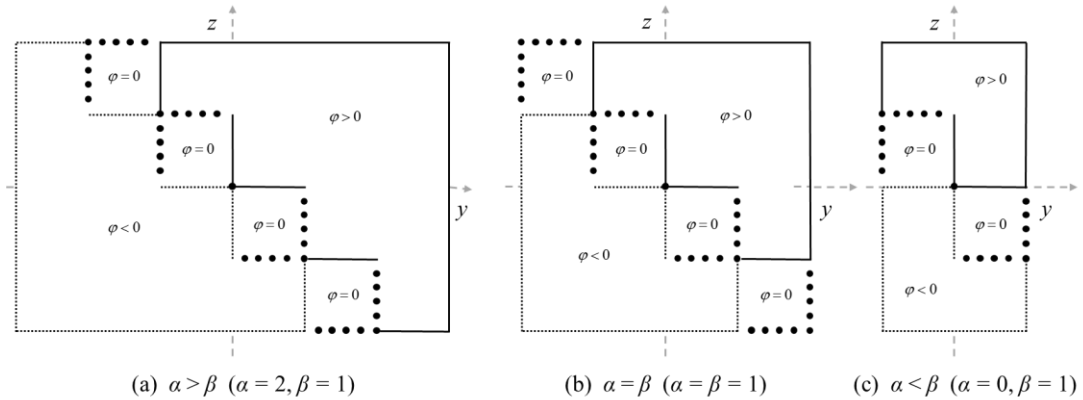 z
z
z
φ = 0
φ > 0
φ = 0
φ = 0
φ < 0
φ = 0
y
φ = 0
φ > 0
φ = 0
φ = 0
φ < 0
φ = 0
y
φ > 0
φ = 0
φ = 0
φ < 0
y
(a) α > β (α = 2, β = 1)
(b) α = β (α = β = 1)
(c) α < β (α = 0, β = 1)